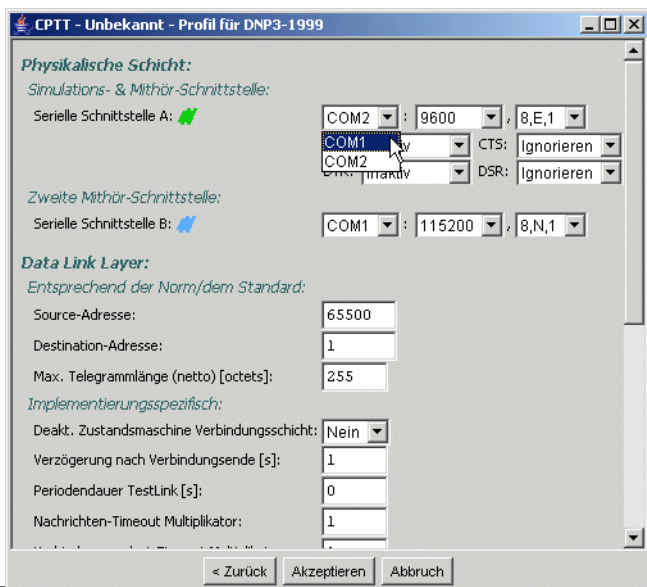 CPTT - Unbekannt - Profil für DNP3-1999
Physikalische Schicht:
Simulations- & Mithör-Schnittstelle:
Serielle Schnittstelle A: COM2 : 9600 , 8,E,1
COM1 CTS: Ignorieren
COM2 Inaktiv DSR: Ignorieren
Zweite Mithör-Schnittstelle:
Serielle Schnittstelle B: COM1 : 115200 , 8,N,1
Data Link Layer:
Entsprechend der Norm/dem Standard:
Source-Adresse: 65500
Destination-Adresse: 1
Max. Telegrammlänge (netto) [octets]: 255
Implementierungsspezifisch:
Deakt. Zustandsmaschine Verbindungsschicht: Nein
Verzögerung nach Verbindungsende [s]: 1
Periodendauer TestLink [s]: 0
Nachrichten-Timeout Multiplikator: 1
< Zurück Akzeptieren Abbruch